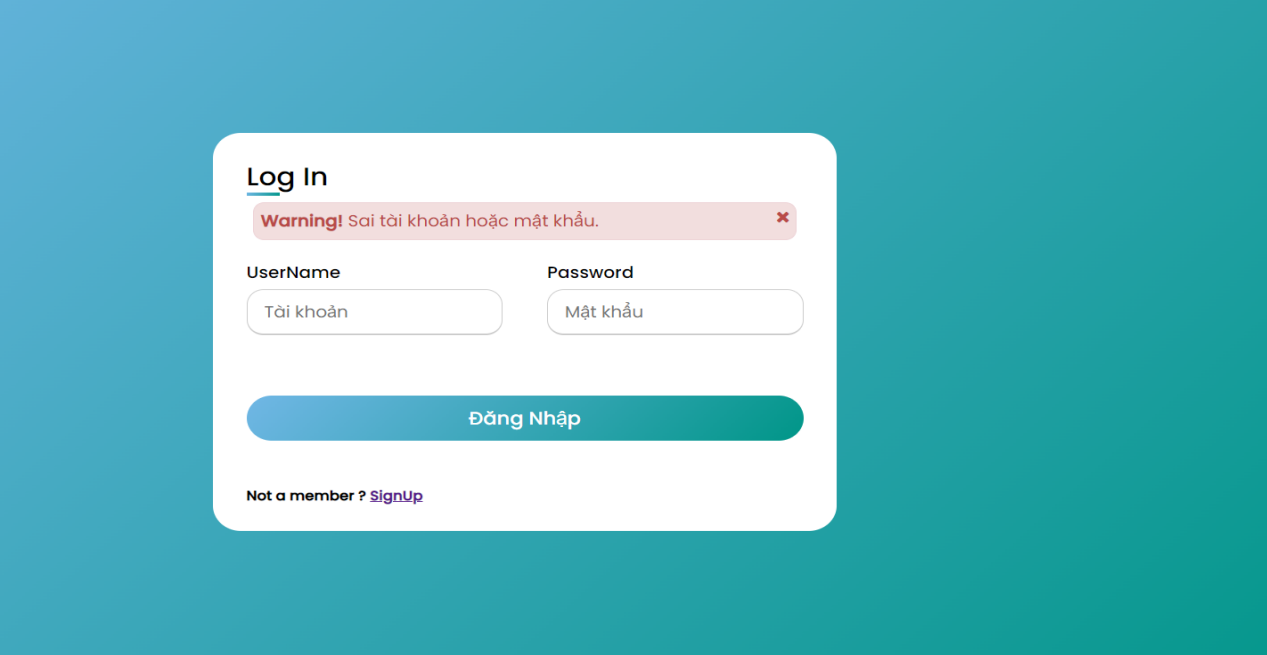 Log In
Warning! Sai tài khoản hoặc mật khẩu.
UserName
Password
Tài khoản
Mật khẩu
Đăng Nhập
Not a member ? SignUp